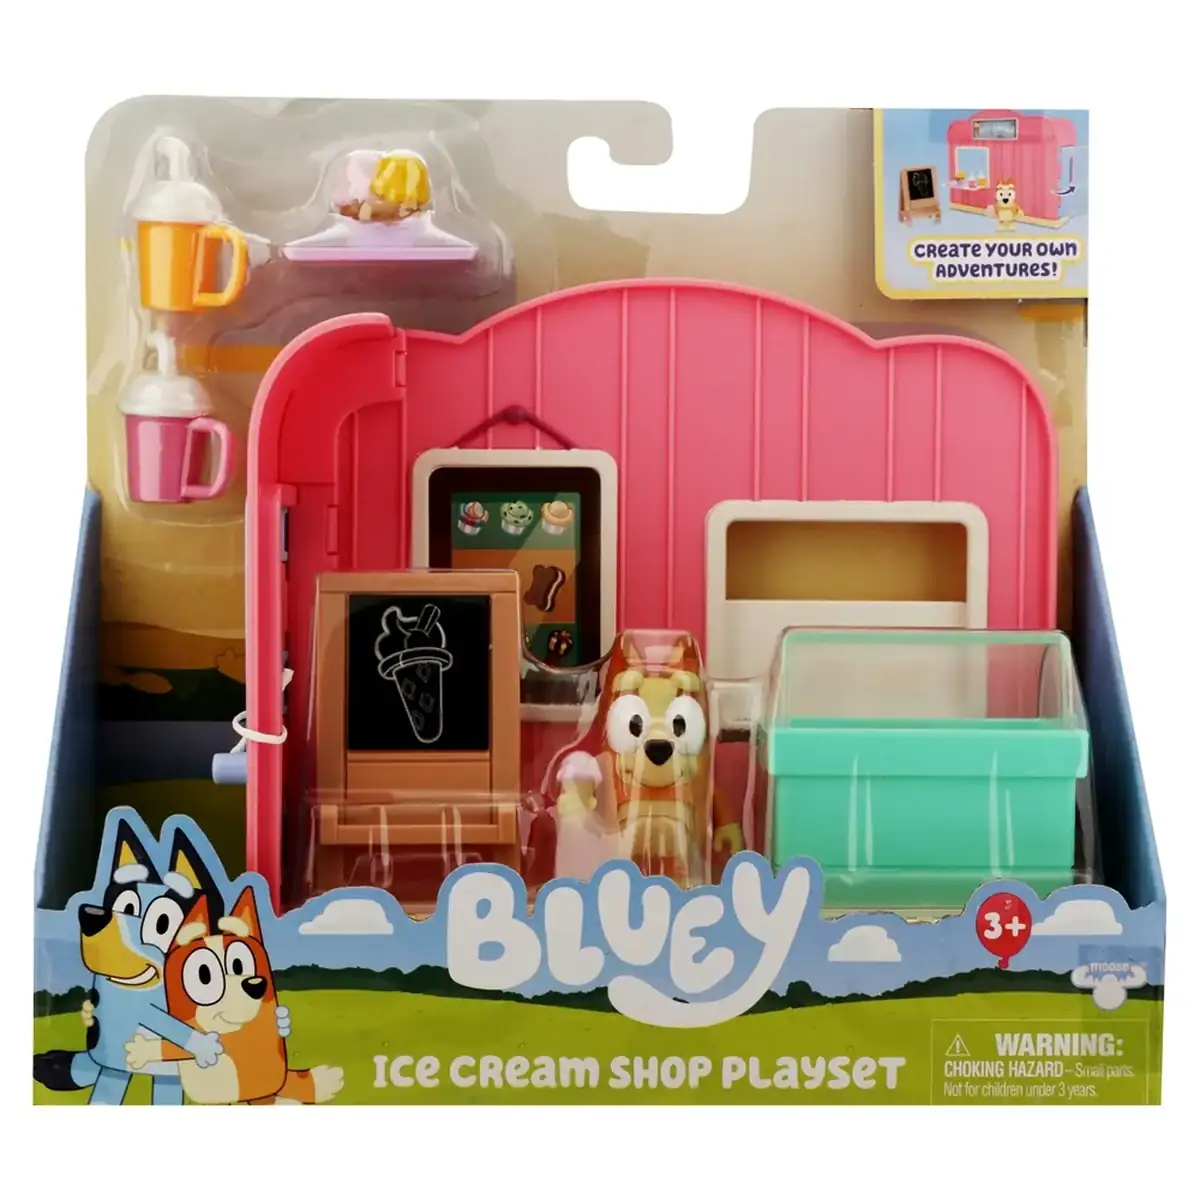 CREATE YOUR OWN
ADVENTURES!
BLUEY
3+
moose
ICE CREAM SHOP PLAYSET
WARNING:
CHOKING HAZARD – Small parts.
Not for children under 3 years.